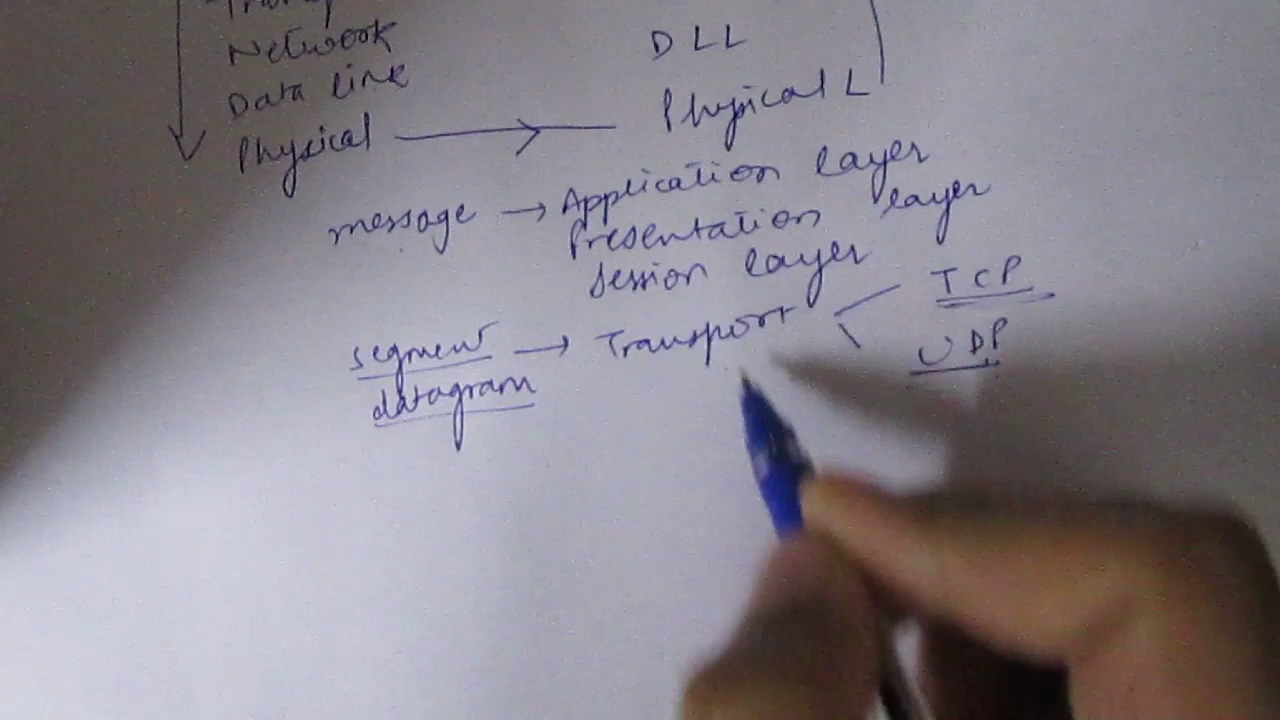 Network
Data link
Physical
DLL
Physical L
message → Application layer
Presentation layer
Session layer
segment → Transport
datagram
TCP
UDP